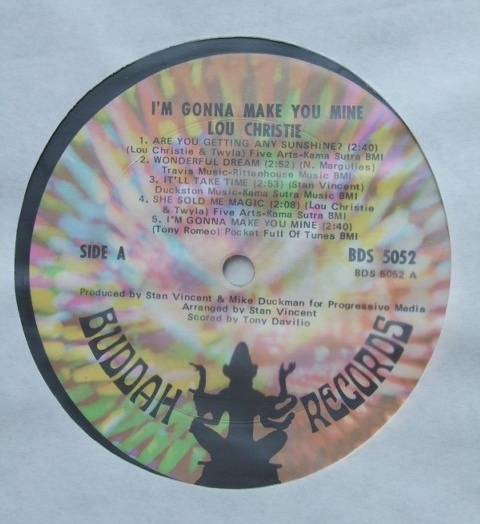 I'M GONNA MAKE YOU MINE
LOU CHRISTIE
1. ARE YOU GETTING ANY SUNSHINE? (2:40)
(Lou Christie & Twyla) Five Arts-Kama Sutra BMI
2. WONDERFUL DREAM (2:52) (N. Margulies)
Travis Music-Rittenhouse Music BMI
3. IT'LL TAKE TIME (2:53) (Stan Vincent)
Duckston Music-Kama Sutra Music BMI
4. SHE SOLD ME MAGIC (2:08) (Lou Christie
& Twyla) Five Arts-Kama Sutra BMI
5. I'M GONNA MAKE YOU MINE (2:40)
(Tony Romeo) Pocket Full Of Tunes BMI
SIDE A
BDS 5052
BDS 5052 A
Produced by Stan Vincent & Mike Duckman for Progressive Media
Arranged by Stan Vincent
Scored by Tony Davilio
BUDDAH RECORDS